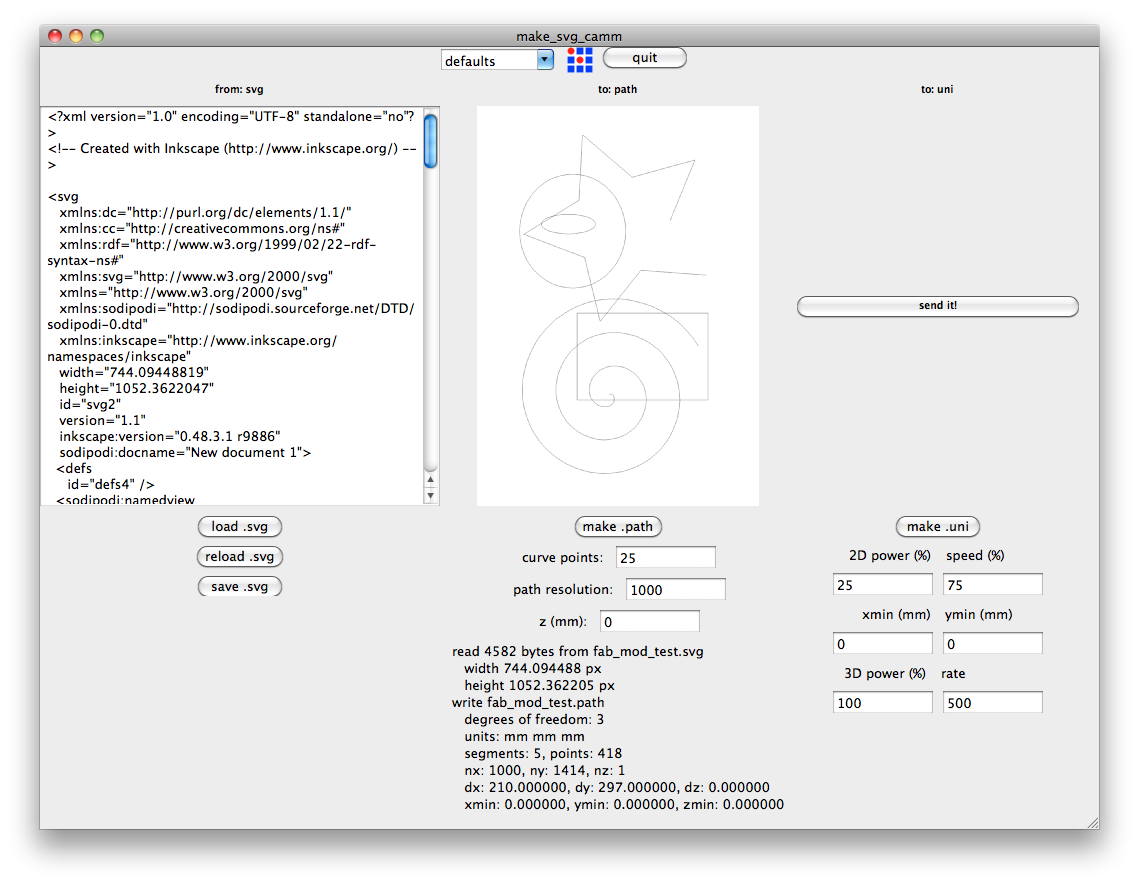 make_svg_camm
defaults
quit
from: svg
to: path
to: uni
<?xml version="1.0" encoding="UTF-8" standalone="no"?
>
<!-- Created with Inkscape (http://www.inkscape.org/) --
>
<svg
xmlns:dc="http://purl.org/dc/elements/1.1/"
xmlns:cc="http://creativecommons.org/ns#"
xmlns:rdf="http://www.w3.org/1999/02/22-rdf-
syntax-ns#"
xmlns:svg="http://www.w3.org/2000/svg"
xmlns="http://www.w3.org/2000/svg"
xmlns:sodipodi="http://sodipodi.sourceforge.net/DTD/
sodipodi-0.dtd"
xmlns:inkscape="http://www.inkscape.org/
namespaces/inkscape"
width="744.09448819"
height="1052.3622047"
id="svg2"
version="1.1"
inkscape:version="0.48.3.1 r9886"
sodipodi:docname="New document 1">
<defs
id="defs4" />
<sodipodi:namedview
send it!
load .svg
reload .svg
save .svg
make .path
curve points: 25
path resolution: 1000
z (mm): 0
read 4582 bytes from fab_mod_test.svg
width 744.094488 px
height 1052.362205 px
write fab_mod_test.path
degrees of freedom: 3
units: mm mm mm
segments: 5, points: 418
nx: 1000, ny: 1414, nz: 1
dx: 210.000000, dy: 297.000000, dz: 0.000000
xmin: 0.000000, ymin: 0.000000, zmin: 0.000000
make .uni
2D power (%) speed (%)
25 75
xmin (mm) ymin (mm)
0 0
3D power (%) rate
100 500